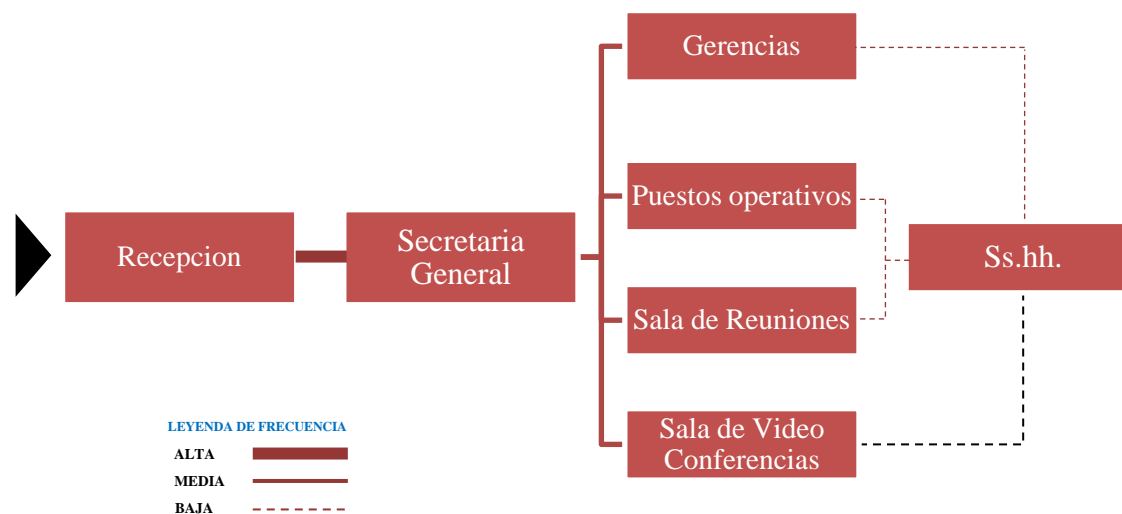 Recepcion
Secretaria
General
Gerencias
Puestos operativos
Sala de Reuniones
Sala de Video
Conferencias
Ss.hh.
LEYENDA DE FRECUENCIA
ALTA
MEDIA
BAJA